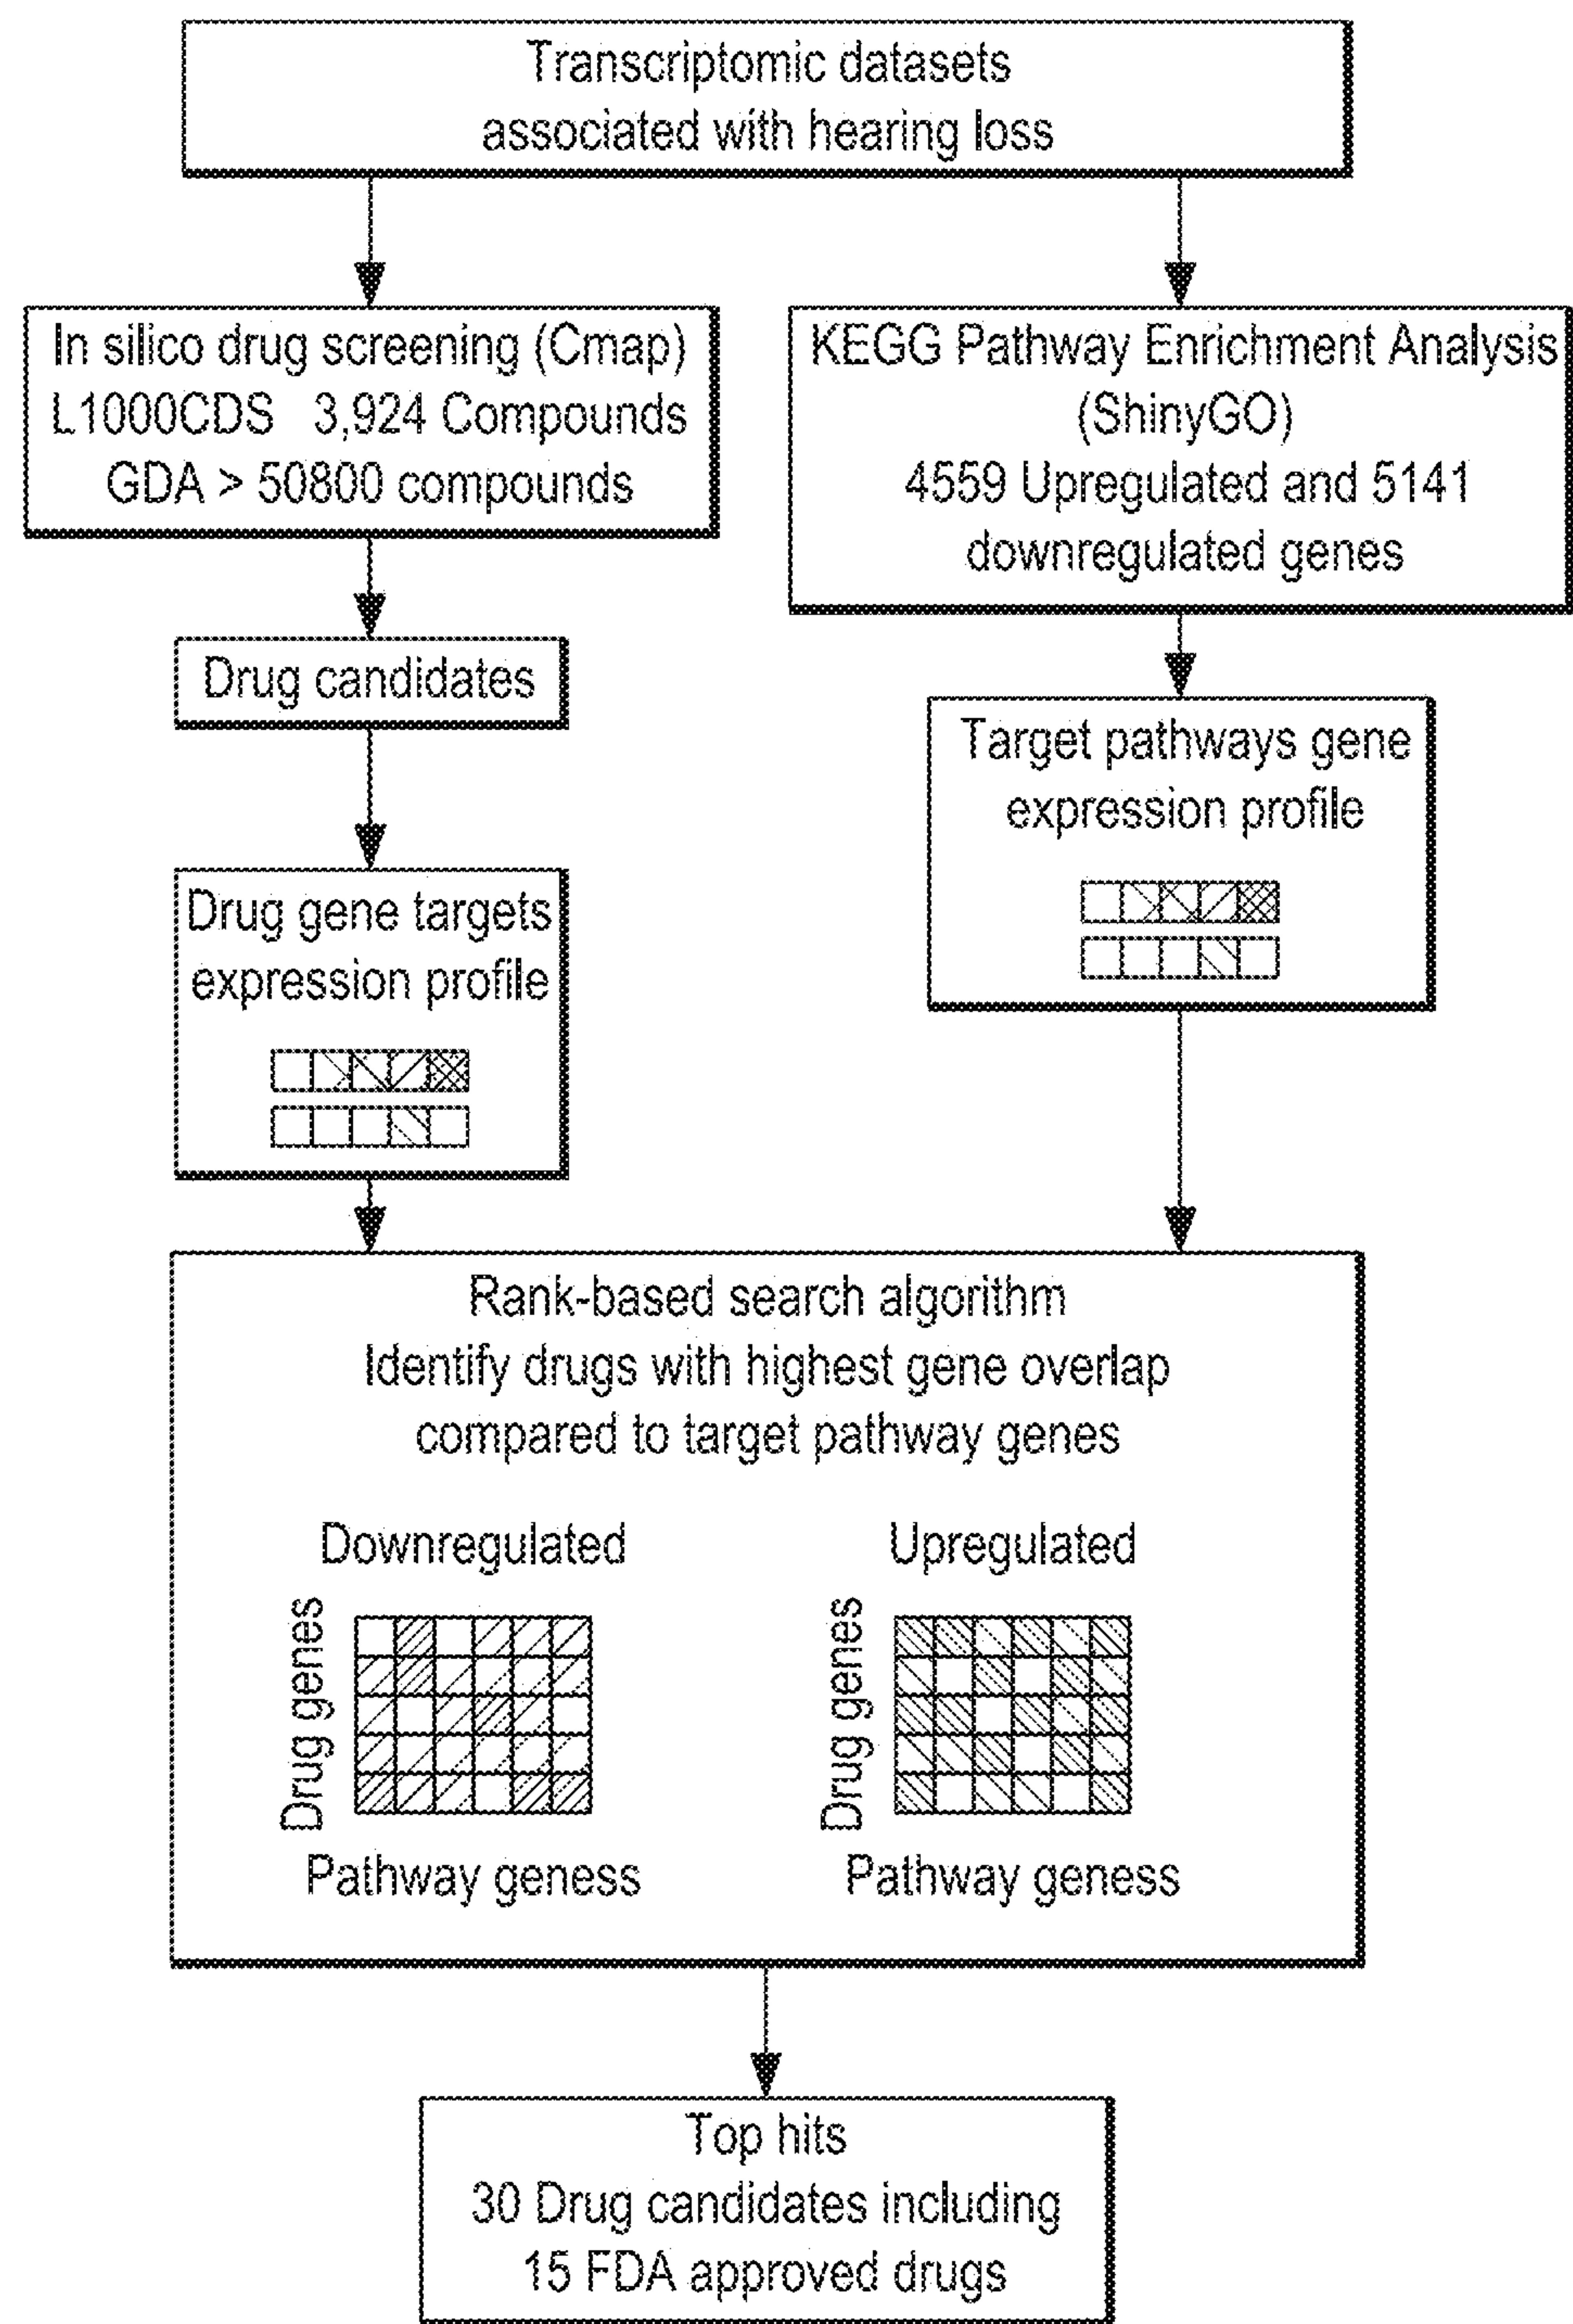 Transcriptomic datasets
associated with hearing loss
In silico drug screening (Cmap)
L1000CDS 3,924 Compounds
GDA > 50800 compounds
KEGG Pathway Enrichment Analysis
(ShinyGO)
4559 Upregulated and 5141
downregulated genes
Drug candidates
Target pathways gene
expression profile
Drug gene targets
expression profile
Rank-based search algorithm
Identify drugs with highest gene overlap
compared to target pathway genes
Downregulated
Drug genes
Pathway geness
Upregulated
Drug genes
Pathway geness
Top hits
30 Drug candidates including
15 FDA approved drugs